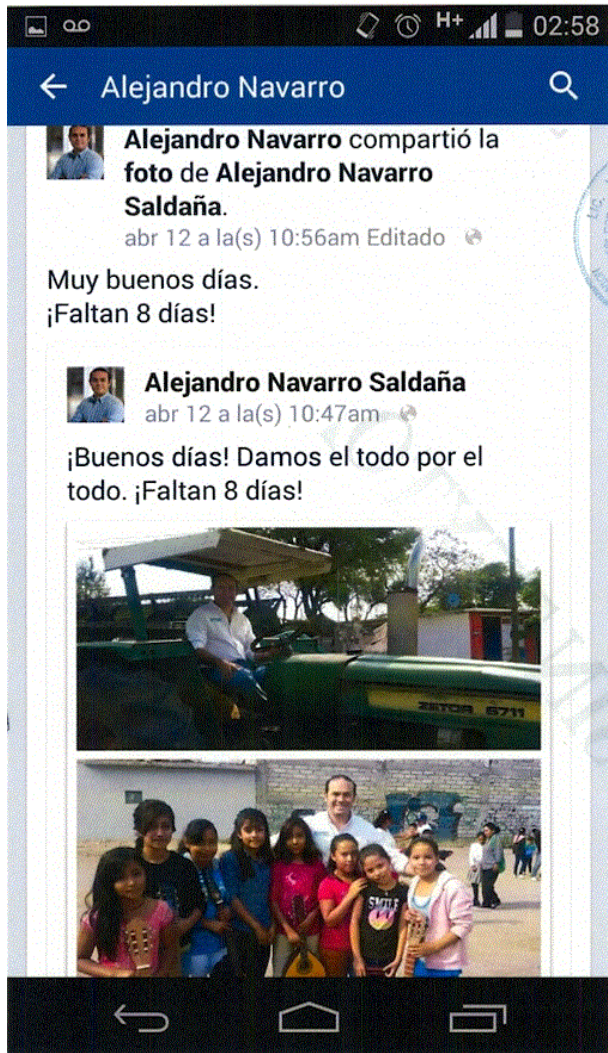 H+ 02:58
Alejandro Navarro
Alejandro Navarro compartió la
foto de Alejandro Navarro
Saldaña.
abr 12 a la(s) 10:56am Editado
Muy buenos días.
¡Faltan 8 días!
Alejandro Navarro Saldaña
abr 12 a la(s) 10:47am
¡Buenos días! Damos el todo por el
todo. ¡Faltan 8 días!
ZETOR 6711
SMILE